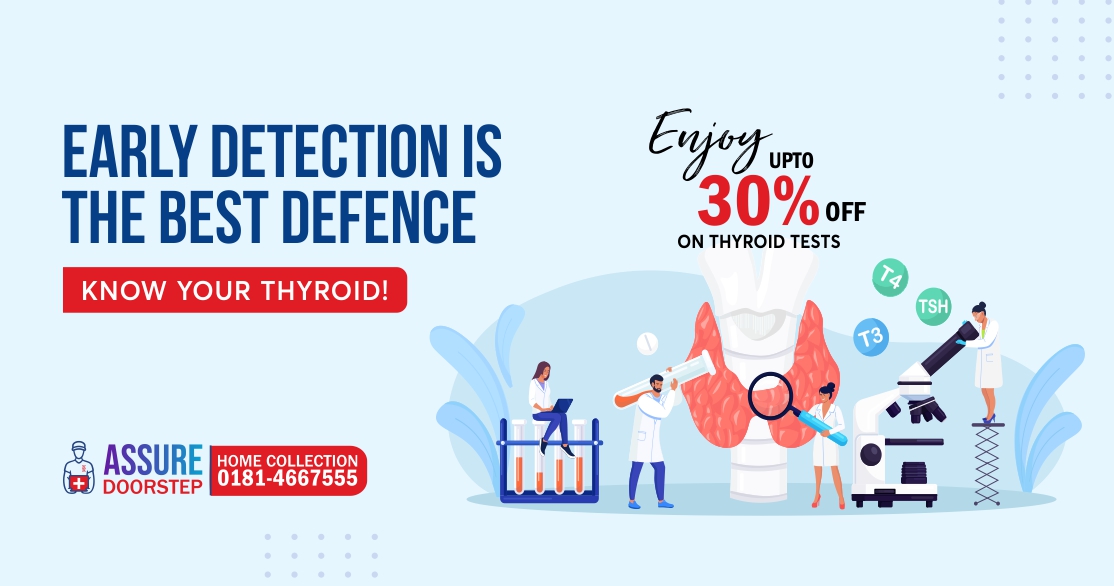 EARLY DETECTION IS
THE BEST DEFENCE
KNOW YOUR THYROID!
Enjoy
UPTO
30% OFF
ON THYROID TESTS
T4
TSH
T3
ASSURE
DOORSTEP
HOME COLLECTION
0181-4667555